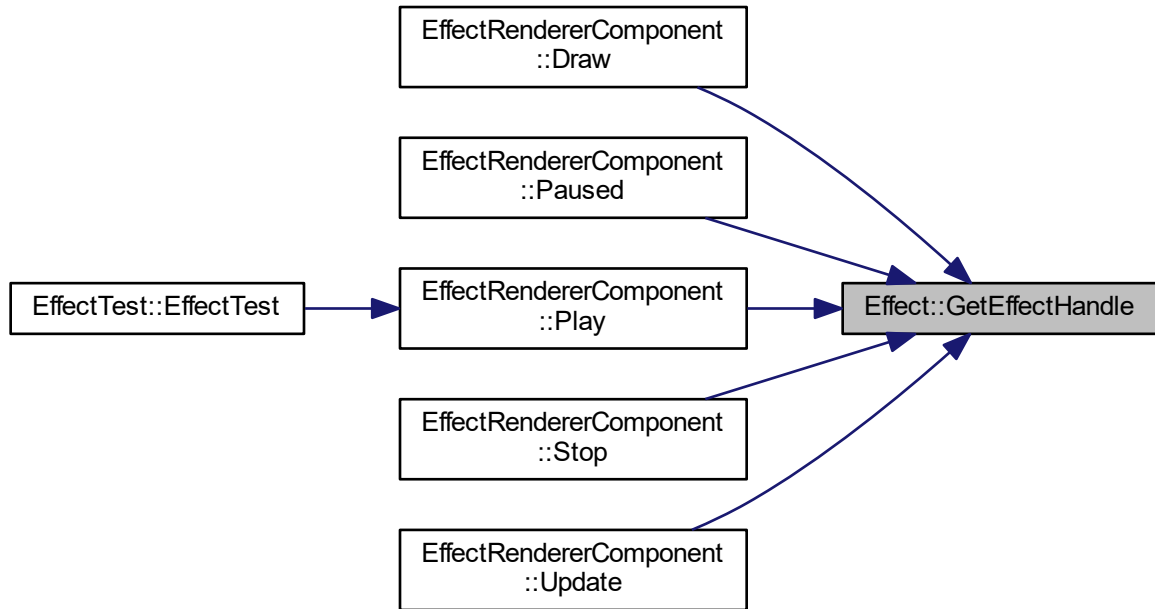 EffectRendererComponent
::Draw
EffectRendererComponent
::Paused
EffectTest::EffectTest
EffectRendererComponent
::Play
Effect::GetEffectHandle
EffectRendererComponent
::Stop
EffectRendererComponent
::Update